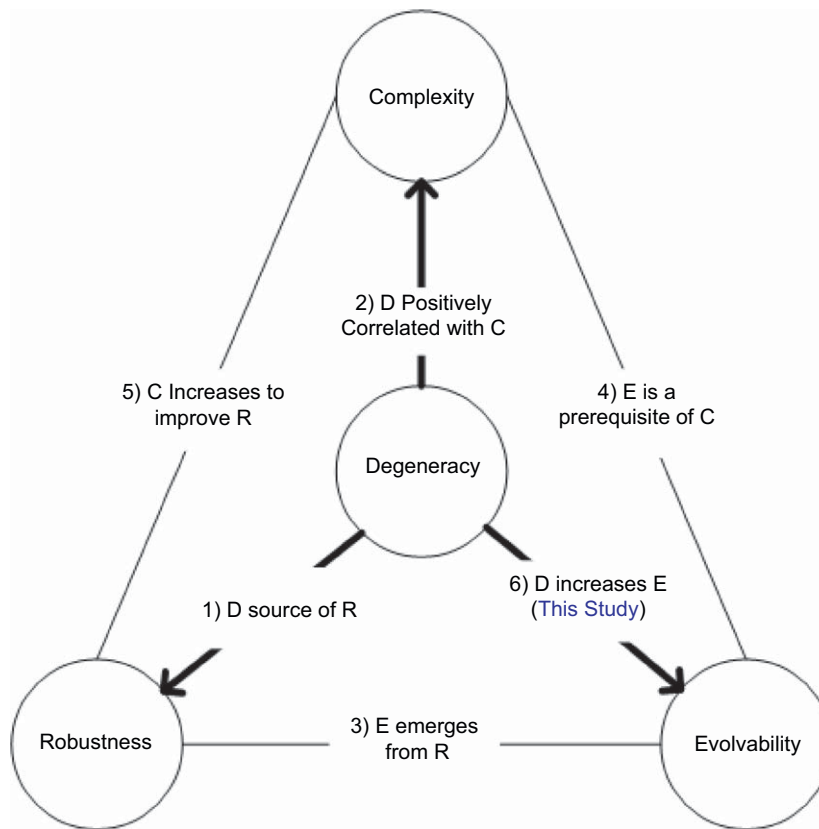 Complexity
2) D Positively
Correlated with C
5) C Increases to
improve R
4) E is a
prerequisite of C
Degeneracy
6) D increases E
(This Study)
1) D source of R
Robustness
3) E emerges
from R
Evolvability